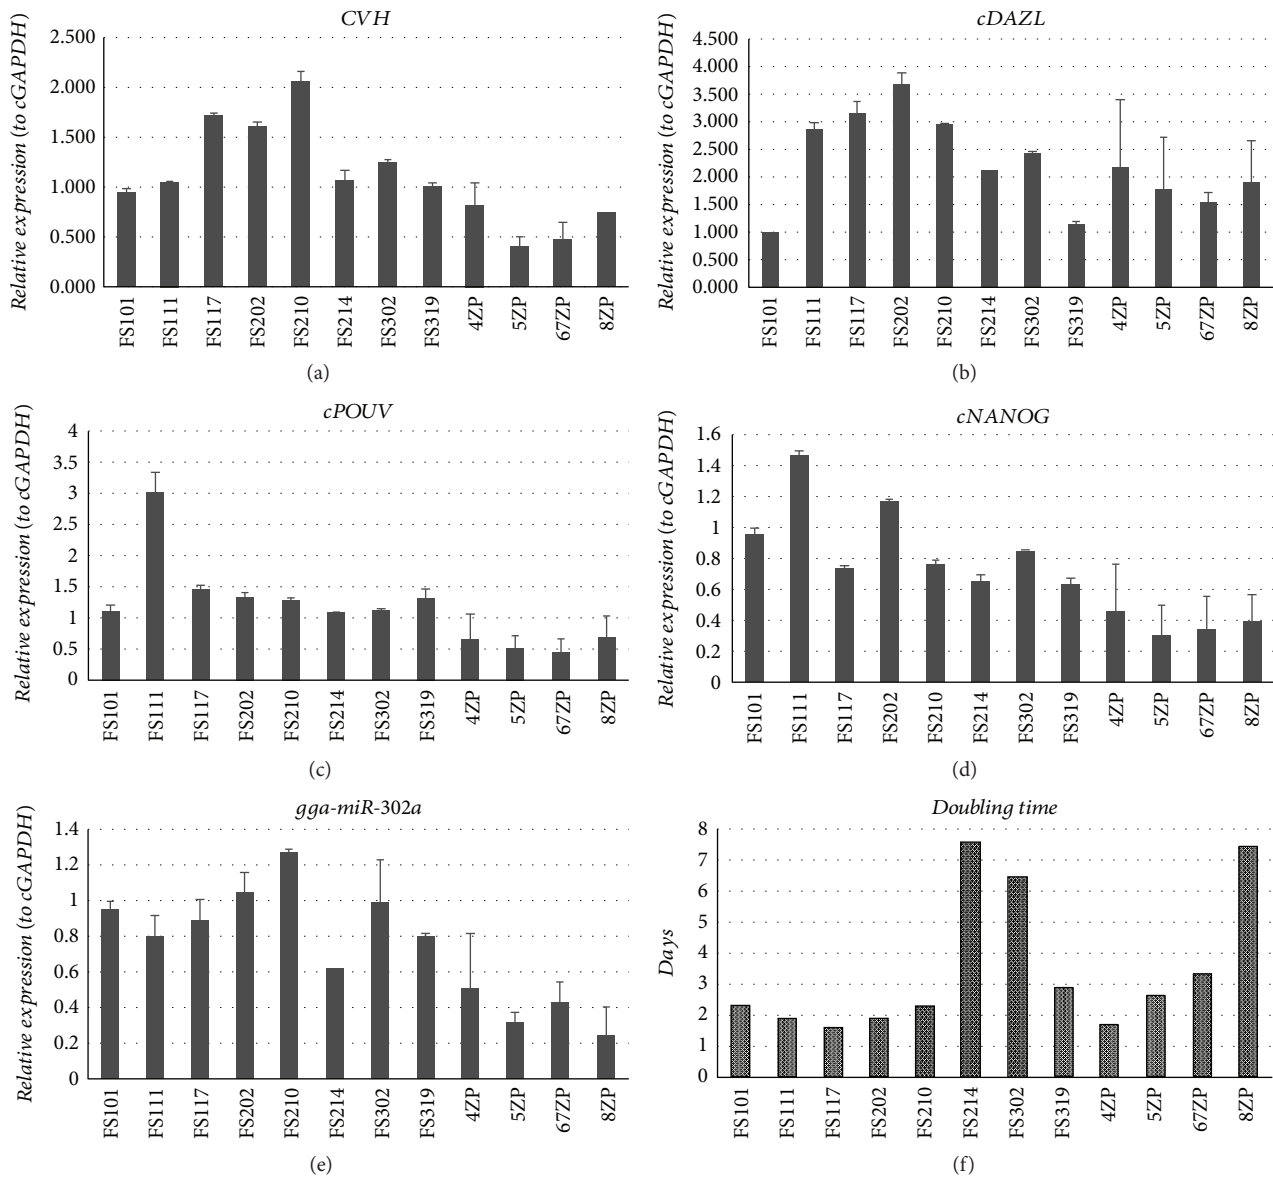 CVH
Relative expression (to cGAPDH)
2.500
2.000
1.500
1.000
0.500
0.000
FS101
FS111
FS117
FS202
FS210
FS214
FS302
FS319
4ZP
5ZP
67ZP
8ZP
(a)
cDAZL
Relative expression (to cGAPDH)
4.500
4.000
3.500
3.000
2.500
2.000
1.500
1.000
0.500
0.000
FS101
FS111
FS117
FS202
FS210
FS214
FS302
FS319
4ZP
5ZP
67ZP
8ZP
(b)
cPOUV
Relative expression (to cGAPDH)
4
3.5
3
2.5
2
1.5
1
0.5
0
FS101
FS111
FS117
FS202
FS210
FS214
FS302
FS319
4ZP
5ZP
67ZP
8ZP
(c)
cNANOG
Relative expression (to cGAPDH)
1.6
1.4
1.2
1
0.8
0.6
0.4
0.2
0
FS101
FS111
FS117
FS202
FS210
FS214
FS302
FS319
4ZP
5ZP
67ZP
8ZP
(d)
gga-miR-302a
Relative expression (to cGAPDH)
1.4
1.2
1
0.8
0.6
0.4
0.2
0
FS101
FS111
FS117
FS202
FS210
FS214
FS302
FS319
4ZP
5ZP
67ZP
8ZP
(e)
Doubling time
Days
8
7
6
5
4
3
2
1
0
FS101
FS111
FS117
FS202
FS210
FS214
FS302
FS319
4ZP
5ZP
67ZP
8ZP
(f)